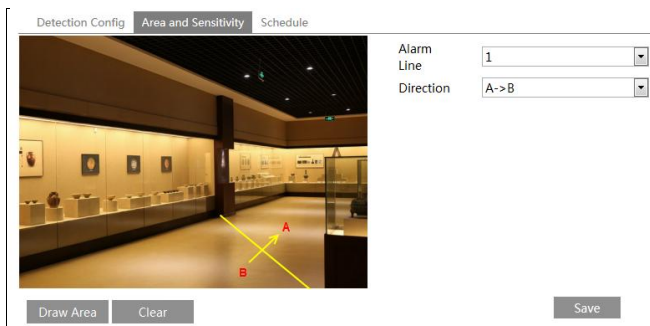 Detection Config Area and Sensitivity Schedule
Alarm
Line
1
Direction
A->B
A
B
Draw Area Clear
Save